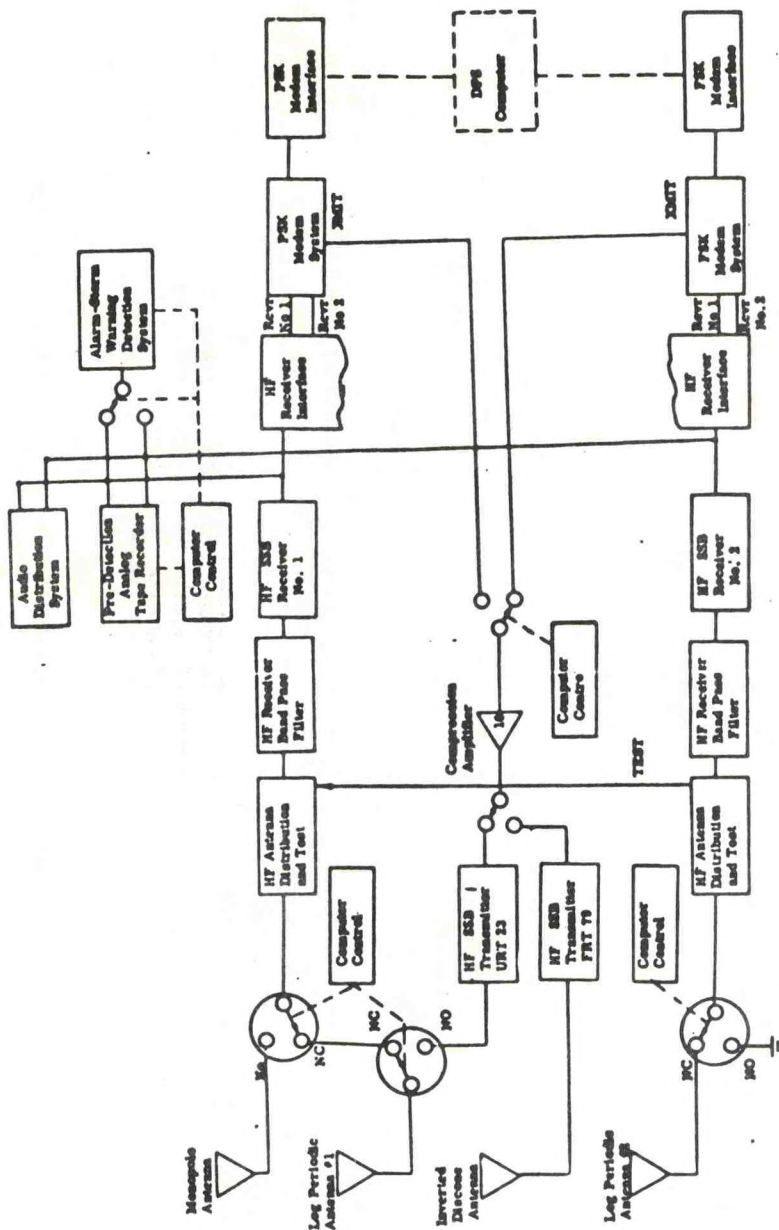 Monopole
Antenna
No
NC
Log Periodic
Antenna #1
NC
NO
Computer
Control
Inverted
Discone
Antenna
Log Periodic
Antenna #2
NC
NO
Computer
Control
HF Antenna
Distribution
and Test
HF Receiver
Band Pass
Filter
HF SSB
Receiver
No. 1
HF
Receiver
Interface
Rcvr
No 1
Rcvr
No 2
PSK
Modem
System
XMIT
PSK
Modem
Interface
Audio
Distribution
System
Pre-Detection
Analog
Tape Recorder
Computer
Control
Alarm-Storm
Warning
Detection
System
HF SSB
Transmitter
URT 23
HF SSB
Transmitter
FRT 70
Compression
Amplifier
10
Computer
Contro
TEST
DPS
Computer
HF Antenna
Distribution
and Test
HF Receiver
Band Pass
Filter
HF SSB
Receiver
No. 2
HF
Receiver
Interface
Rcvr
No 1
Rcvr
No. 2
FSK
Modem
System
XMIT
FSK
Modem
Interface